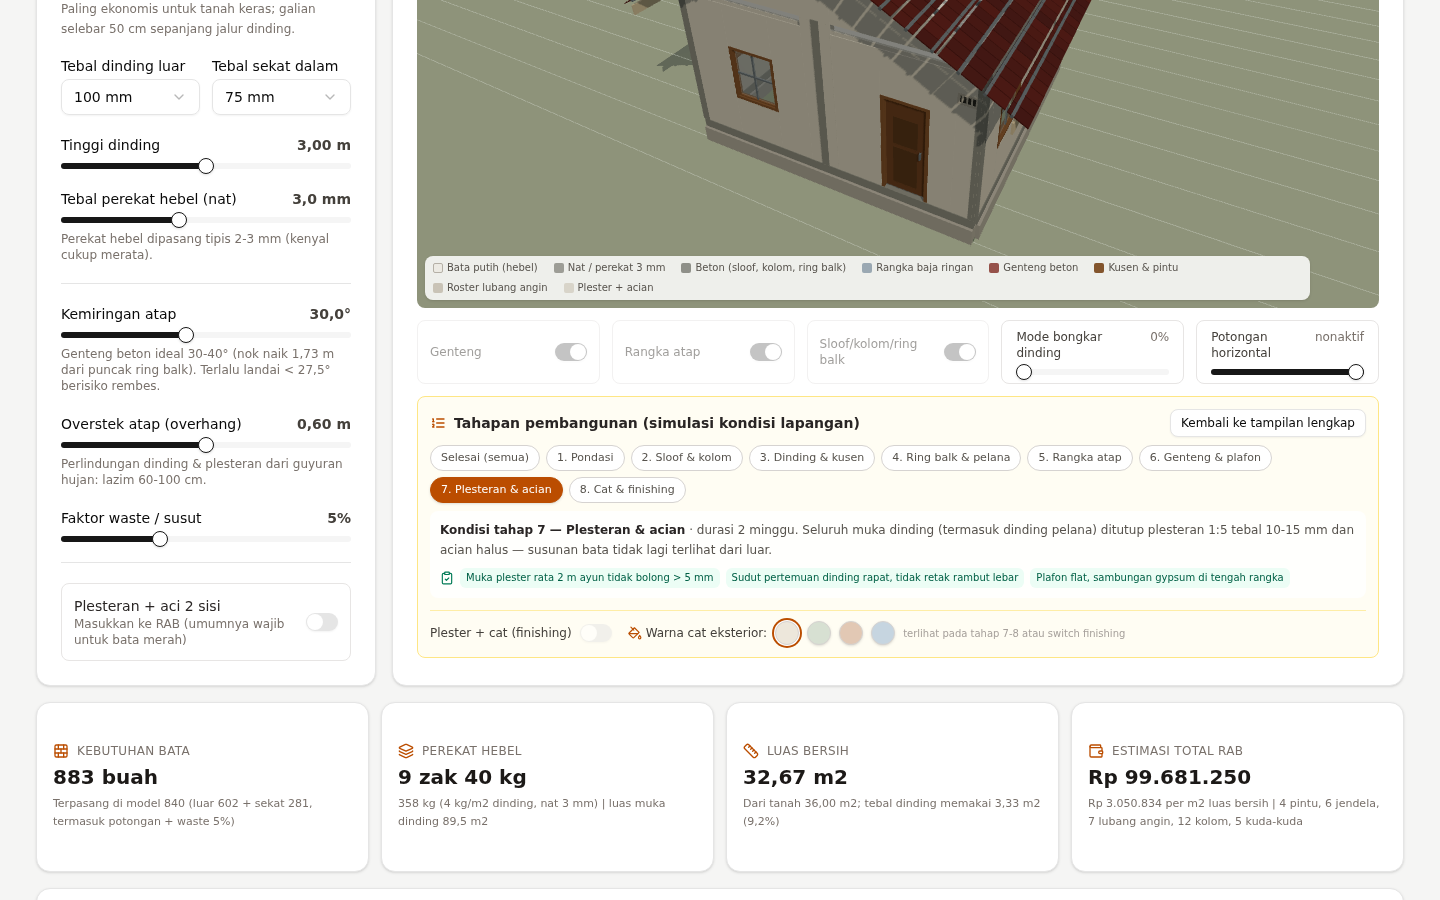 Paling ekonomis untuk tanah keras; galian
selebar 50 cm sepanjang jalur dinding.
Tebal dinding luar
Tebal sekat dalam
100 mm
75 mm
Tinggi dinding
3,00 m
Tebal perekat hebel (nat)
3,0 mm
Perekat hebel dipasang tipis 2-3 mm (kenyal
cukup merata).
Kemiringan atap
30,0°
Genteng beton ideal 30-40° (nok naik 1,73 m
dari puncak ring balk). Terlalu landai < 27,5°
berisiko rembes.
Overstek atap (overhang)
0,60 m
Perlindungan dinding & plesteran dari guyuran
hujan: lazim 60-100 cm.
Faktor waste / susut
5%
Plesteran + aci 2 sisi
Masukkan ke RAB (umumnya wajib
untuk bata merah)
Bata putih (hebel)
Nat / perekat 3 mm
Beton (sloof, kolom, ring balk)
Rangka baja ringan
Genteng beton
Kusen & pintu
Roster lubang angin
Plester + acian
Genteng
Rangka atap
Sloof/kolom/ring
balk
Mode bongkar
dinding
0%
Potongan
horizontal
nonaktif
Tahapan pembangunan (simulasi kondisi lapangan)
Kembali ke tampilan lengkap
Selesai (semua)
1. Pondasi
2. Sloof & kolom
3. Dinding & kusen
4. Ring balk & pelana
5. Rangka atap
6. Genteng & plafon
7. Plesteran & acian
8. Cat & finishing
Kondisi tahap 7 — Plesteran & acian · durasi 2 minggu. Seluruh muka dinding (termasuk dinding pelana) ditutup plesteran 1:5 tebal 10-15 mm dan
acian halus — susunan bata tidak lagi terlihat dari luar.
Muka plester rata 2 m ayun tidak bolong > 5 mm
Sudut pertemuan dinding rapat, tidak retak rambut lebar
Plafon flat, sambungan gypsum di tengah rangka
Plester + cat (finishing)
Warna cat eksterior:
terlihat pada tahap 7-8 atau switch finishing
KEBUTUHAN BATA
883 buah
Terpasang di model 840 (luar 602 + sekat 281,
termasuk potongan + waste 5%)
PEREKAT HEBEL
9 zak 40 kg
358 kg (4 kg/m2 dinding, nat 3 mm) | luas muka
dinding 89,5 m2
LUAS BERSIH
32,67 m2
Dari tanah 36,00 m2; tebal dinding memakai 3,33 m2
(9,2%)
ESTIMASI TOTAL RAB
Rp 99.681.250
Rp 3.050.834 per m2 luas bersih | 4 pintu, 6 jendela,
7 lubang angin, 12 kolom, 5 kuda-kuda